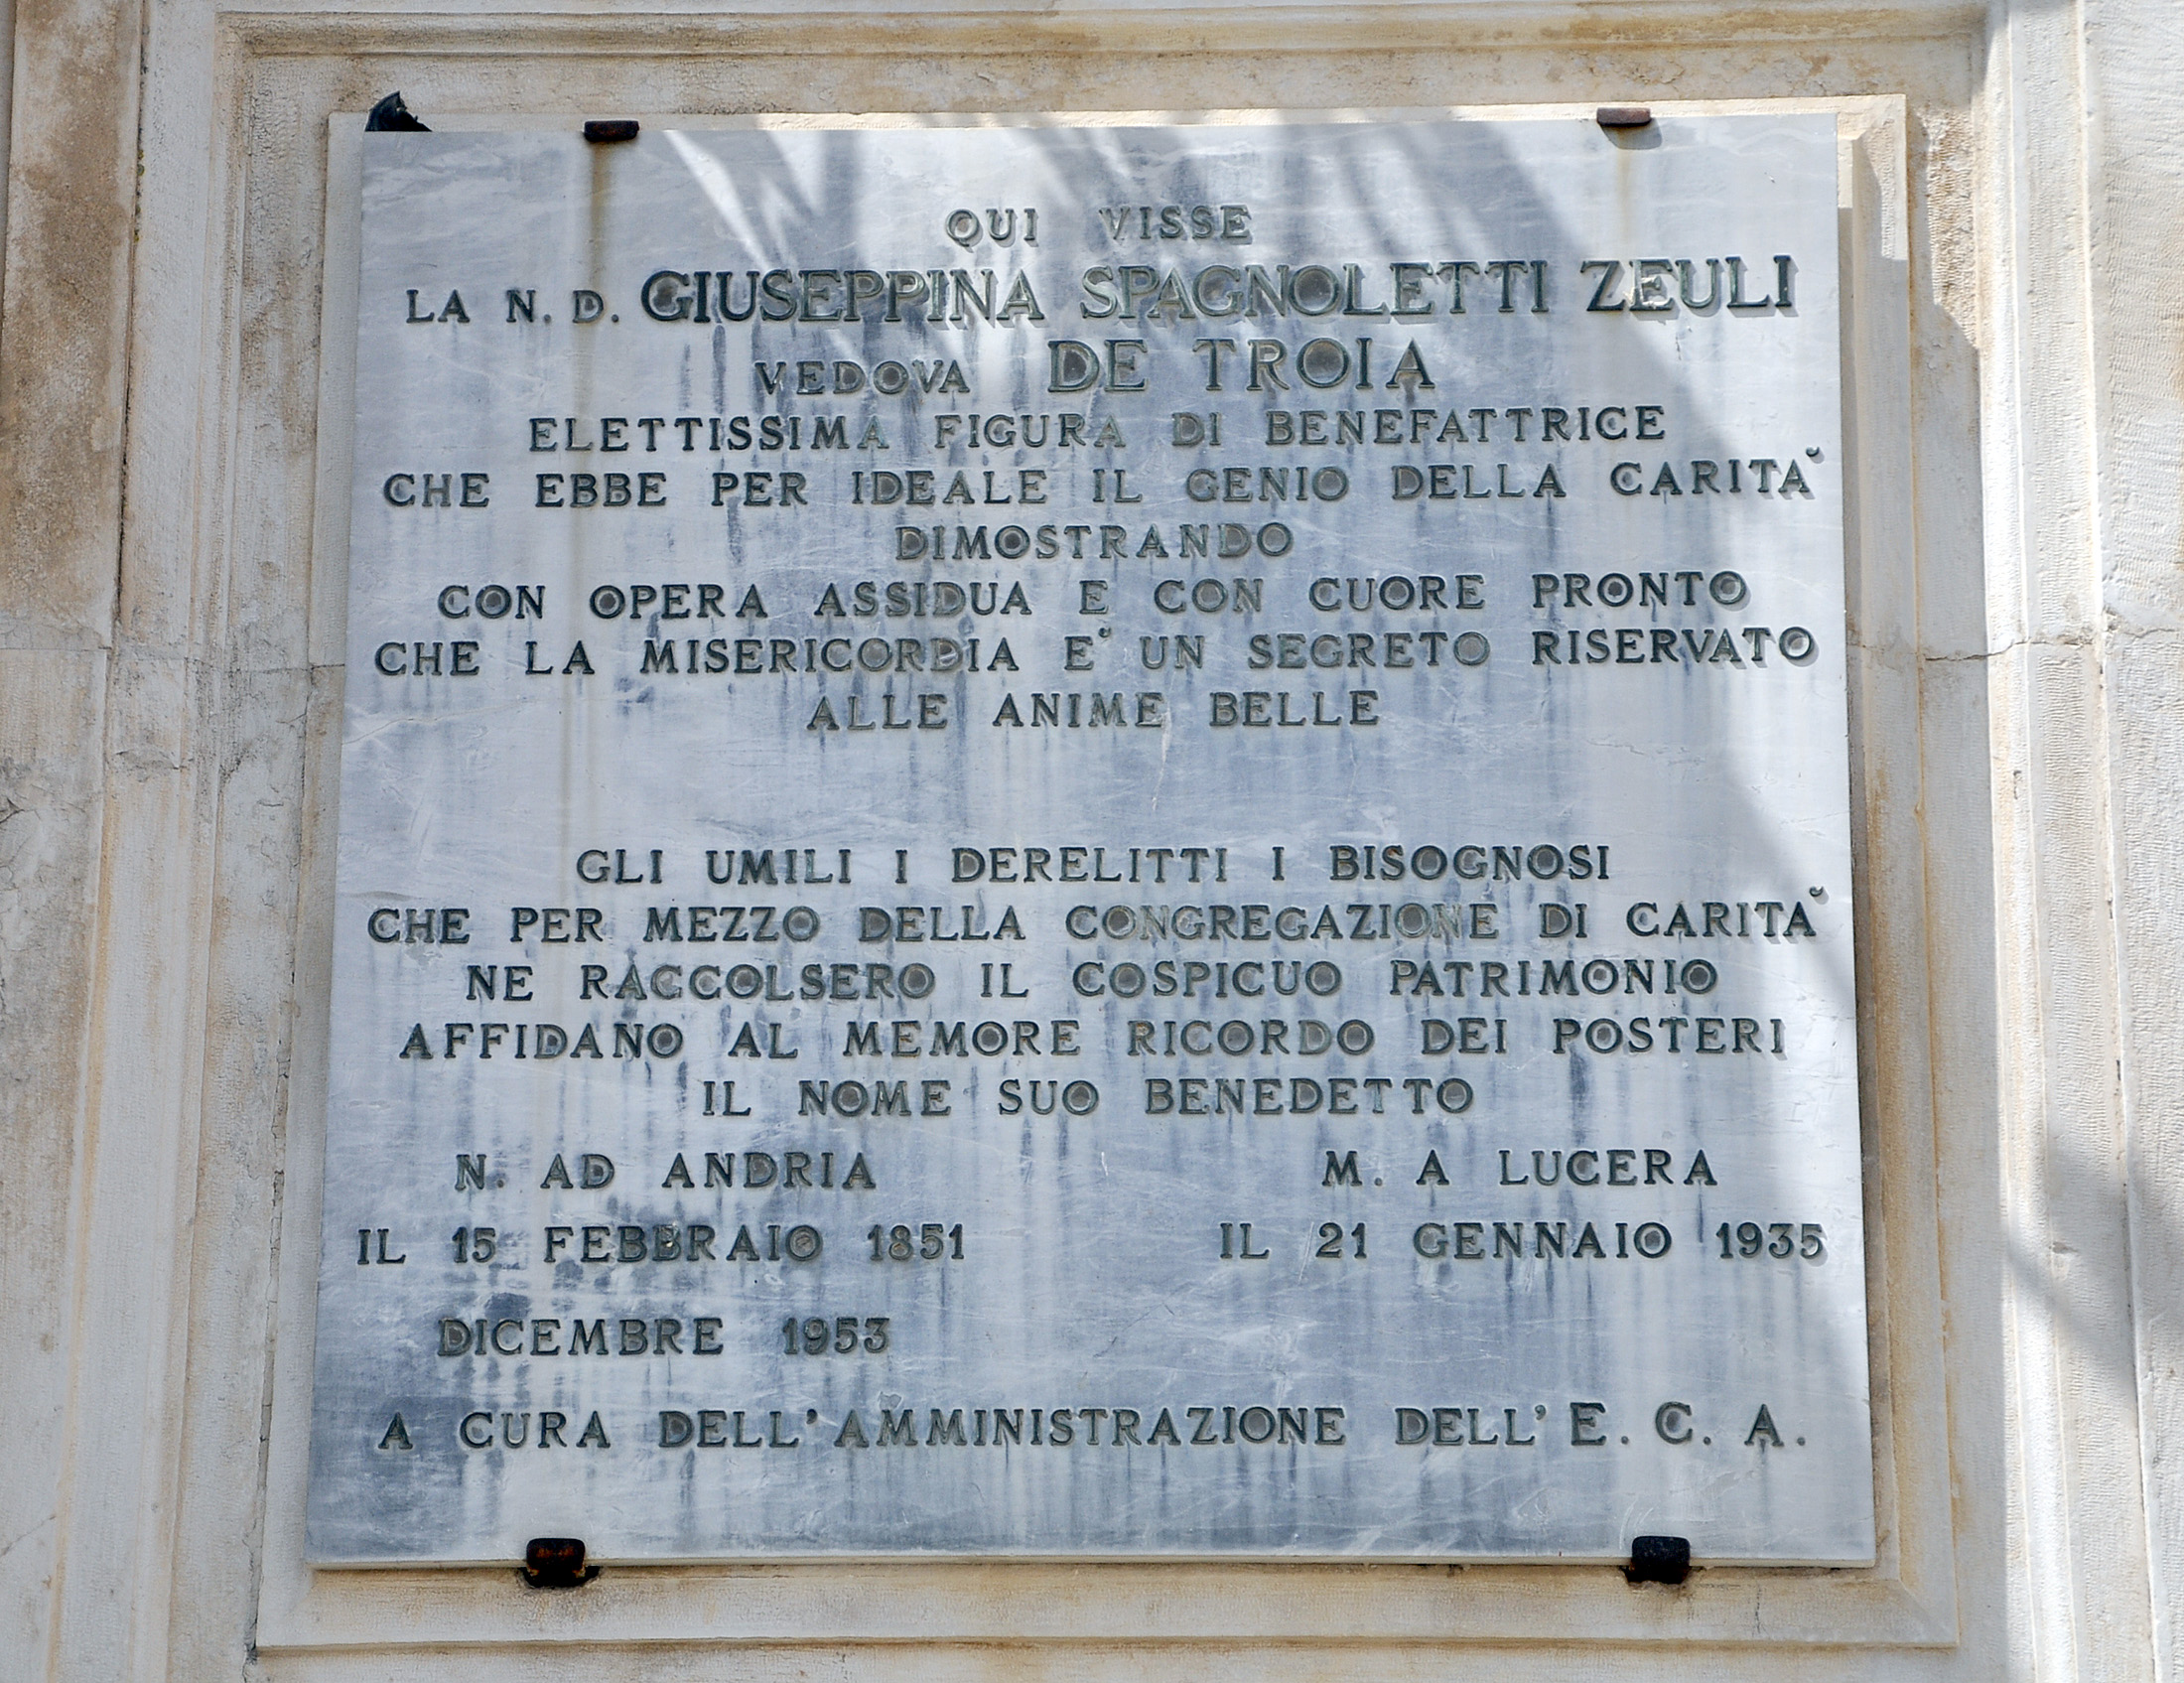 QUI VISSE
LA N. D. GIUSEPPINA SPAGNOLETTI ZEULI
VEDOVA DE TROIA
ELETTISSIMA FIGURA DI BENEFATTRICE
CHE EBBE PER IDEALE IL GENIO DELLA CARITÀ
DIMOSTRANDO
CON OPERA ASSIDUA E CON CUORE PRONTO
CHE LA MISERICORDIA E' UN SEGRETO RISERVATO
ALLE ANIME BELLE
GLI UMILI I DERELITTI I BISOGNOSI
CHE PER MEZZO DELLA CONGREGAZIONE DI CARITÀ
NE RACCOLSERO IL COSPICUO PATRIMONIO
AFFIDANO AL MEMORE RICORDO DEI POSTERI
IL NOME SUO BENEDETTO
N. AD ANDRIA M. A LUCERA
IL 15 FEBBRAIO 1851 IL 21 GENNAIO 1935
DICEMBRE 1953
A CURA DELL'AMMINISTRAZIONE DELL'E. C. A.